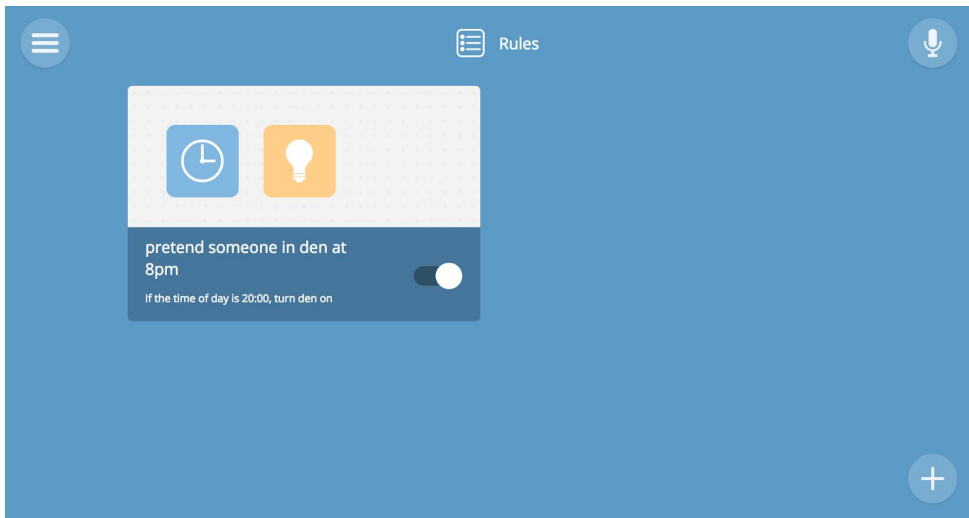 Rules
pretend someone in den at
8pm
If the time of day is 20:00, turn den on